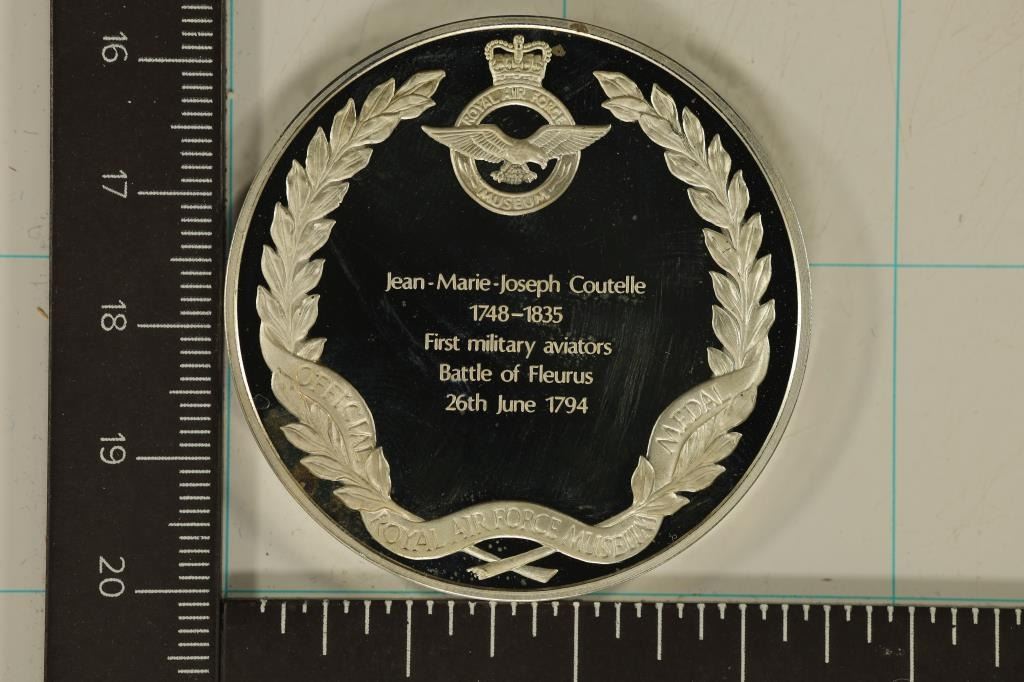 ROYAL AIR FORCE
MUSEUM
Jean-Marie-Joseph Coutelle
1748-1835
First military aviators
Battle of Fleurus
26th June 1794
OFFICIAL
MEDAL
ROYAL AIR FORCE MUSEUM
16
17
18
19
20